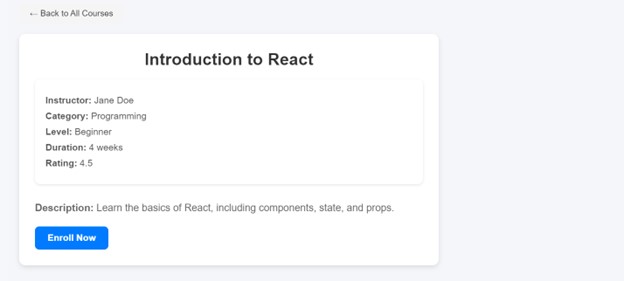 ← Back to All Courses
Introduction to React
Instructor: Jane Doe
Category: Programming
Level: Beginner
Duration: 4 weeks
Rating: 4.5
Description: Learn the basics of React, including components, state, and props.
Enroll Now